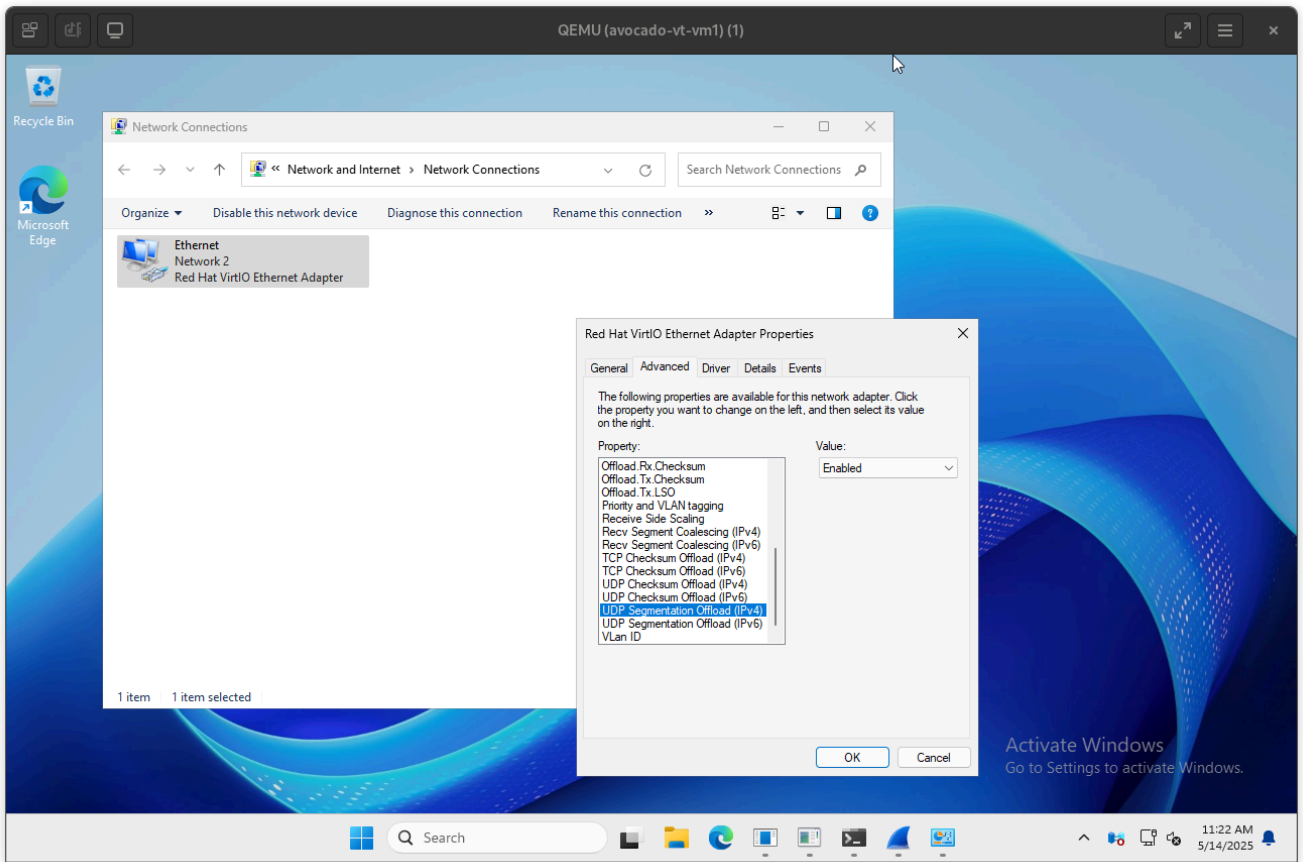 QEMU (avocado-vt-vm1) (1)
Recycle Bin
Microsoft
Edge
Network Connections
« Network and Internet › Network Connections
Search Network Connections
Organize
Disable this network device
Diagnose this connection
Rename this connection
»
Ethernet
Network 2
Red Hat VirtIO Ethernet Adapter
1 item
1 item selected
Red Hat VirtIO Ethernet Adapter Properties
General
Advanced
Driver
Details
Events
The following properties are available for this network adapter. Click
the property you want to change on the left, and then select its value
on the right.
Property:
Value:
Offload.Rx.Checksum
Offload.Tx.Checksum
Offload.Tx.LSO
Priority and VLAN tagging
Receive Side Scaling
Recv Segment Coalescing (IPv4)
Recv Segment Coalescing (IPv6)
TCP Checksum Offload (IPv4)
TCP Checksum Offload (IPv6)
UDP Checksum Offload (IPv4)
UDP Checksum Offload (IPv6)
UDP Segmentation Offload (IPv4)
UDP Segmentation Offload (IPv6)
VLan ID
Enabled
OK
Cancel
Activate Windows
Go to Settings to activate Windows.
Search
11:22 AM
5/14/2025